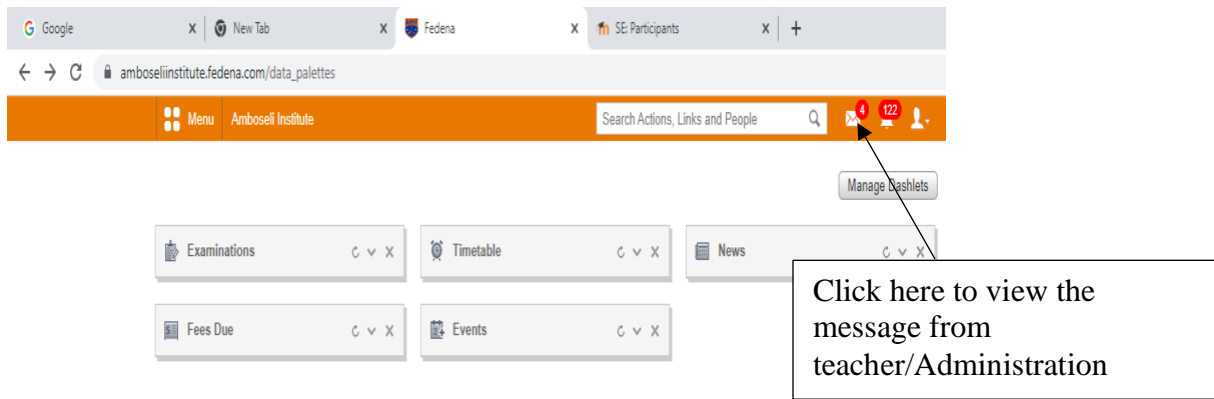 Google X New Tab X Fedena X SE: Participants X +
amboseliinstitute.fedena.com/data_palettes
Menu Amboseli Institute Search Actions, Links and People 4 122
Manage Dashlets
Examinations X Timetable X News X
Fees Due X Events X
Click here to view the
message from
teacher/Administration